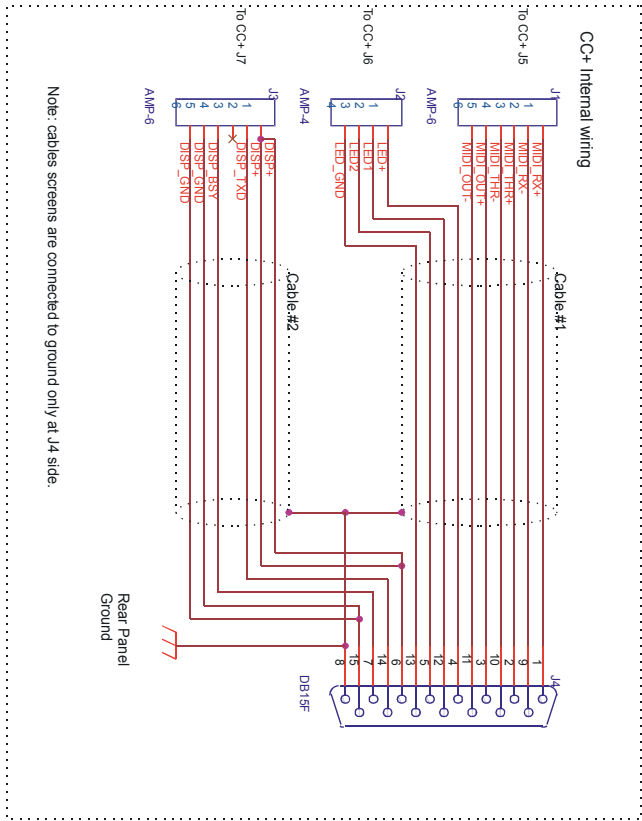 CC+ Internal wiring
To CC+ J5
J1
1
2
3
4
5
6
AMP-6
MIDI_RX+
MIDI_RX-
MIDI_THR+
MIDI_THR-
MIDI_OUT+
MIDI_OUT-
Cable.#1
To CC+ J6
J2
1
2
3
4
AMP-4
LED+
LED1
LED2
LED_GND
To CC+ J7
J3
1
2
3
4
5
6
AMP-6
DISP+
DISP+
DISP_TXD
DISP_BSY
DISP_GND
DISP_GND
Cable.#2
J4
1
9
2
10
3
11
4
12
5
13
6
14
7
15
8
DB15F
Rear Panel
Ground
Note: cables screens are connected to ground only at J4 side.